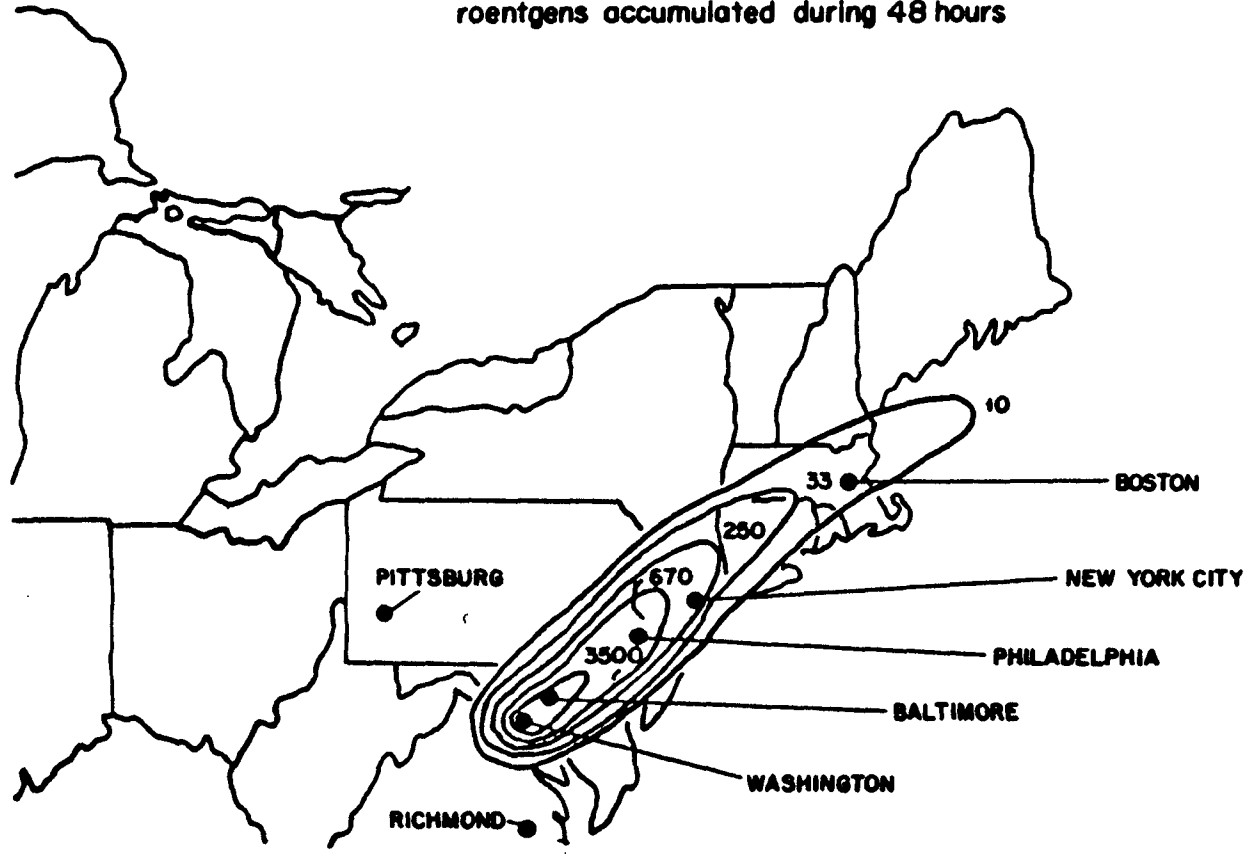 roentgens accumulated during 48 hours
10
33
BOSTON
250
PITTSBURG
670
NEW YORK CITY
3500
PHILADELPHIA
BALTIMORE
WASHINGTON
RICHMOND